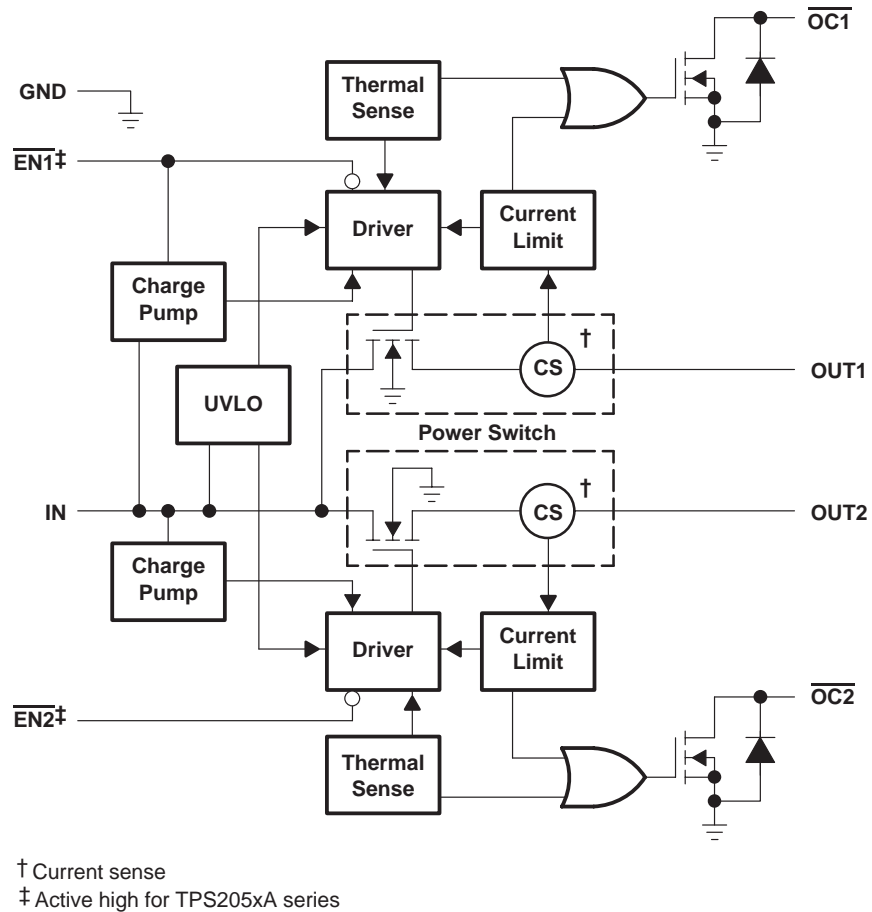 OC1
Thermal
Sense
GND
EN1‡
Driver
Current
Limit
Charge
Pump
†
CS
OUT1
UVLO
Power Switch
†
IN
CS
OUT2
Charge
Pump
Driver
Current
Limit
OC2
EN2‡
Thermal
Sense
† Current sense
‡ Active high for TPS205xA series